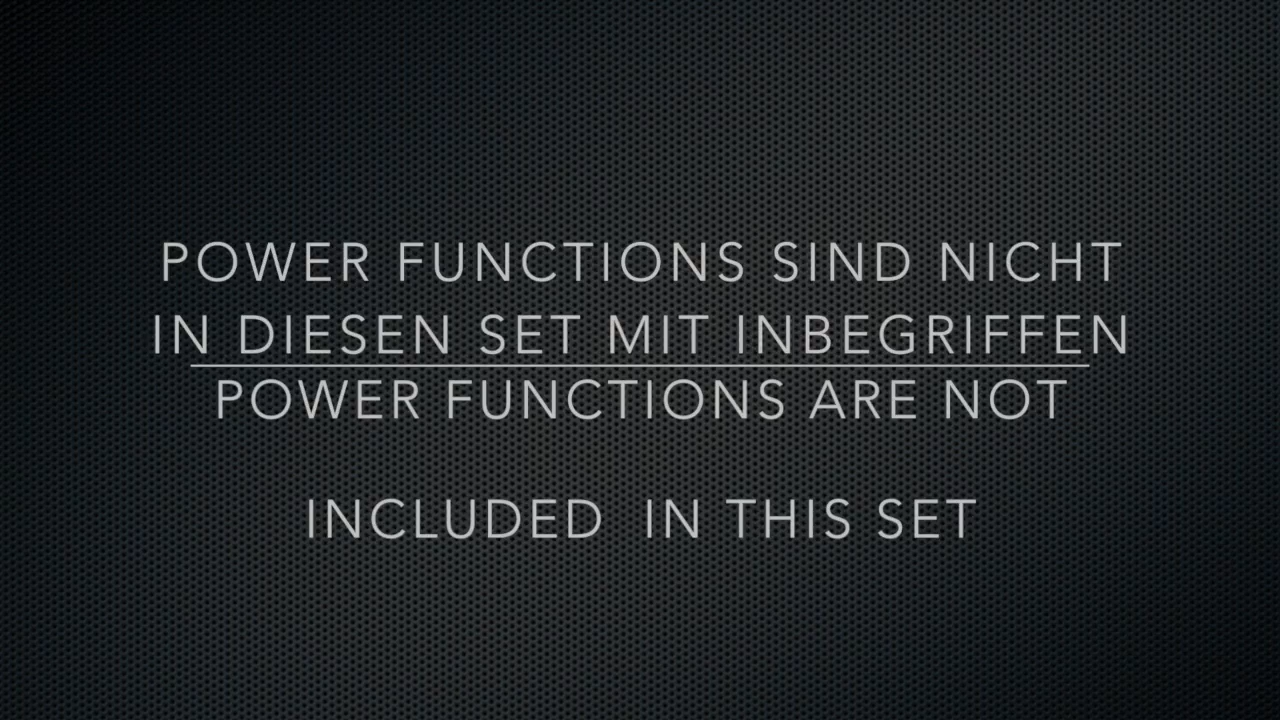 POWER FUNCTIONS SIND NICHT
IN DIESEN SET MIT INBEGRIFFEN
POWER FUNCTIONS ARE NOT
INCLUDED IN THIS SET